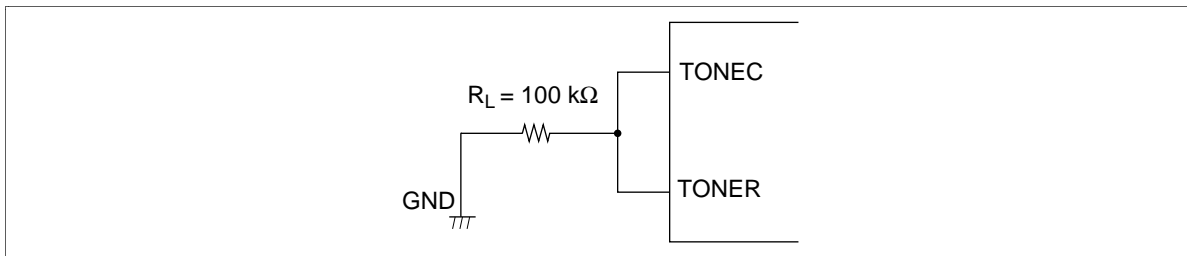 TONEC
R_L = 100 kΩ
TONER
GND